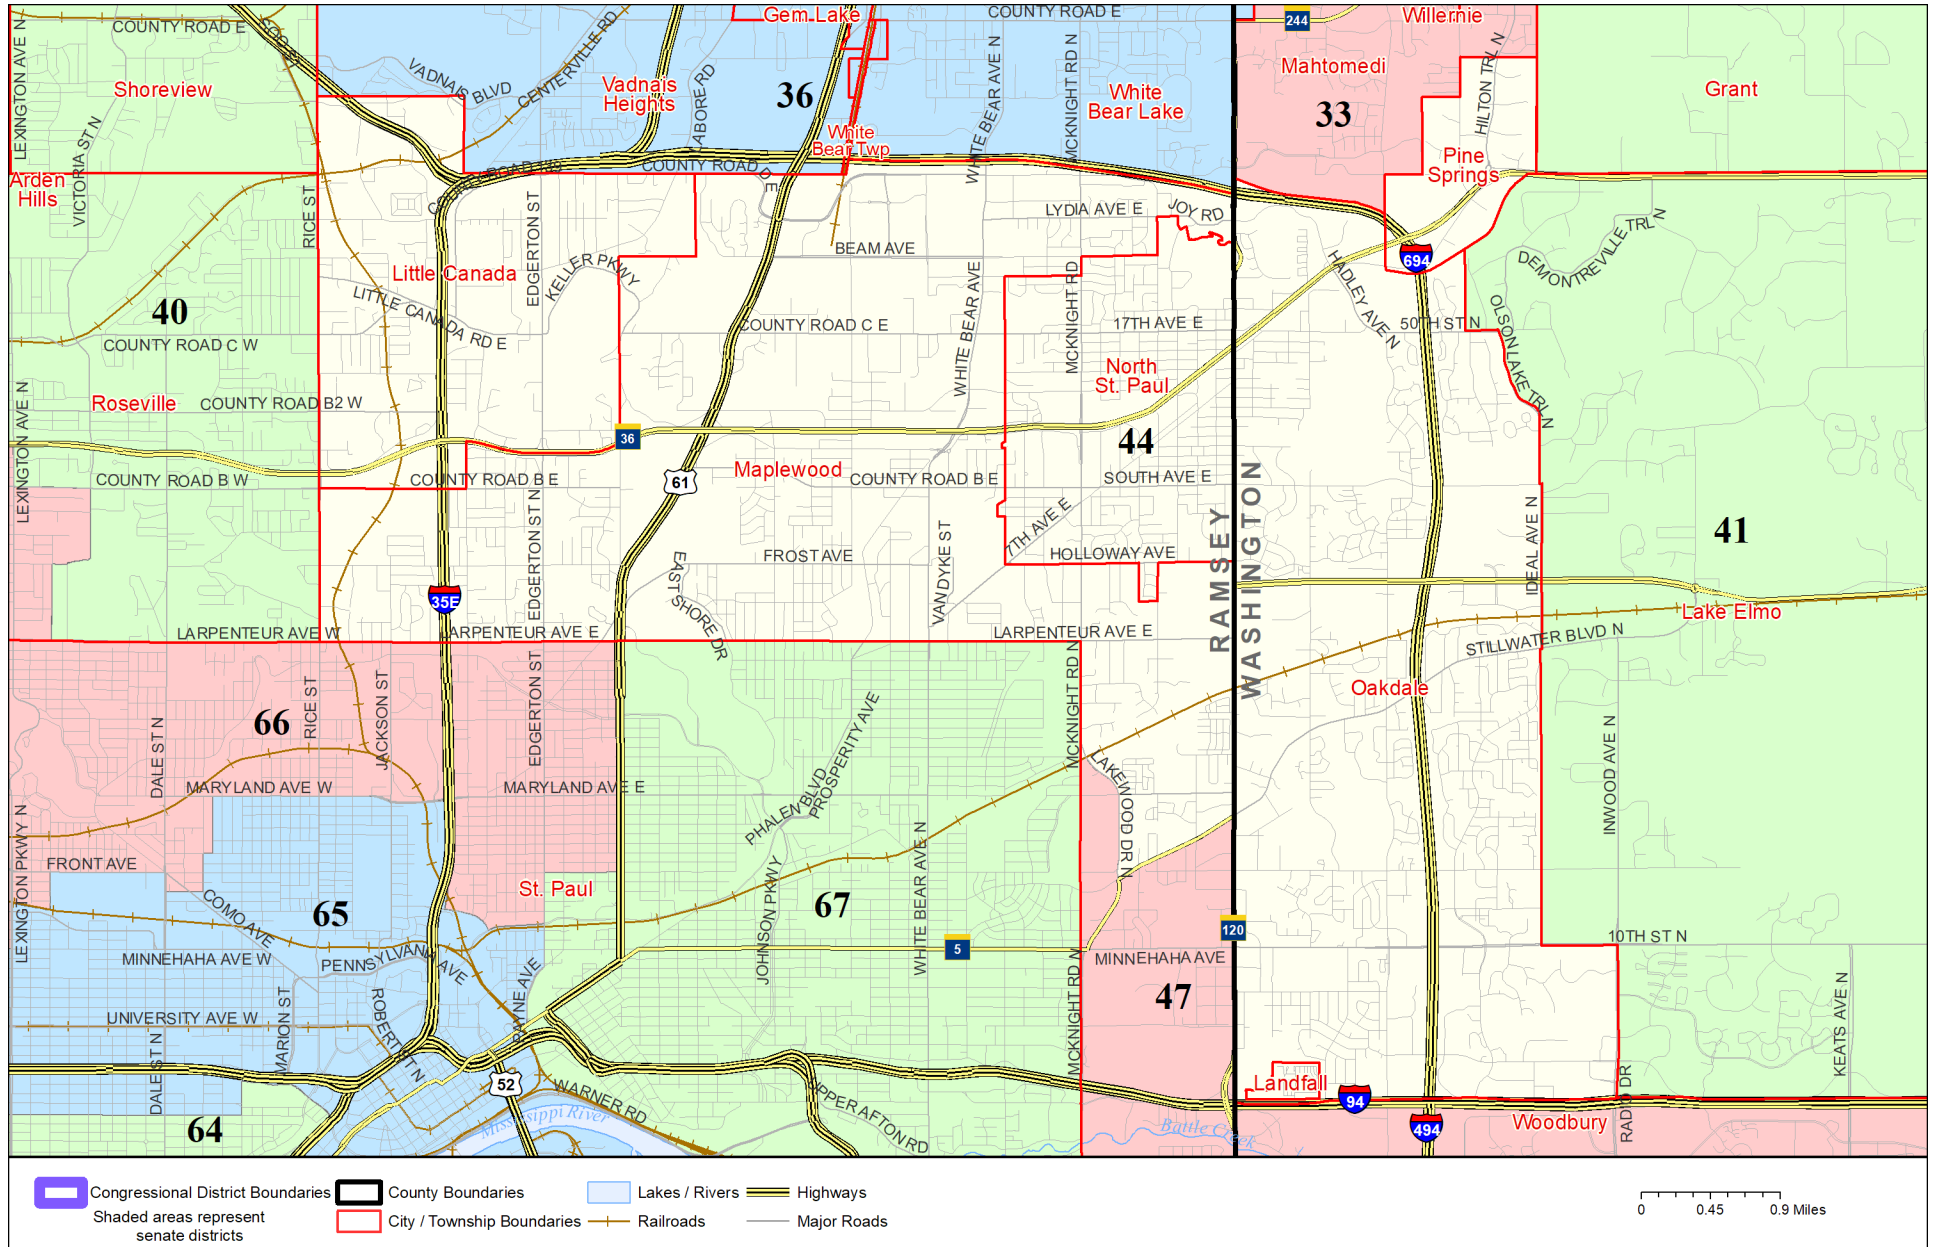 COUNTY ROAD E
SOO LINE
Gem Lake
COUNTY ROAD E
244
Willernie
LEXINGTON AVE N
Shoreview
VADNAIS BLVD
CENTERVILLE RD
Vadnais
Heights
LABORE RD
36
WHITE BEAR AVE N
MCKNIGHT RD N
White
Bear Lake
Mahtomedi
33
HILTON TRL N
Grant
VICTORIA ST N
White
Bear Twp
COUNTY ROAD D E
Pine
Springs
Arden
Hills
RICE ST
EDGERTON ST
LYDIA AVE E
JOY RD
BEAM AVE
KELLER PKWY
Little Canada
LITTLE CANADA RD E
40
COUNTY ROAD C W
COUNTY ROAD C E
WHITE BEAR AVE
MCKNIGHT RD
17TH AVE E
HADLEY AVE N
694
50TH ST N
DEMONTREVILLE TRL N
OLSON LAKE TRL N
North
St. Paul
Roseville
COUNTY ROAD B2 W
LEXINGTON AVE N
36
44
Maplewood
COUNTY ROAD B W
COUNTY ROAD B E
61
COUNTY ROAD B E
SOUTH AVE E
7TH AVE E
EDGERTON ST N
VAN DYKE ST
FROST AVE
HOLLOWAY AVE
EAST SHORE DR
RAMSEY
WASHINGTON
IDEAL AVE N
41
35E
LARPENTEUR AVE W
LARPENTEUR AVE E
LARPENTEUR AVE E
Lake Elmo
STILLWATER BLVD N
Oakdale
66
RICE ST
JACKSON ST
EDGERTON ST N
DALE ST N
MCKNIGHT RD N
PROSPERITY AVE
PHALEN BLVD
MARYLAND AVE W
MARYLAND AVE E
LAKEWOOD DR N
INWOOD AVE N
LEXINGTON PKWY N
FRONT AVE
COMO AVE
65
St. Paul
67
JOHNSON PKWY
WHITE BEAR AVE N
5
120
10TH ST N
MINNEHAHA AVE W
PENNSYLVANIA AVE
MINNEHAHA AVE
PAYNE AVE
MCKNIGHT RD N
47
UNIVERSITY AVE W
MARION ST
ROBERT ST N
DALE ST N
KEATS AVE N
RADIO DR
52
WARNER RD
UPPER AFTON RD
Mississippi River
Battle Creek
Landfall
94
494
Woodbury
64
Congressional District Boundaries
County Boundaries
Lakes / Rivers
Highways
Shaded areas represent
senate districts
City / Township Boundaries
Railroads
Major Roads
0 0.45 0.9 Miles